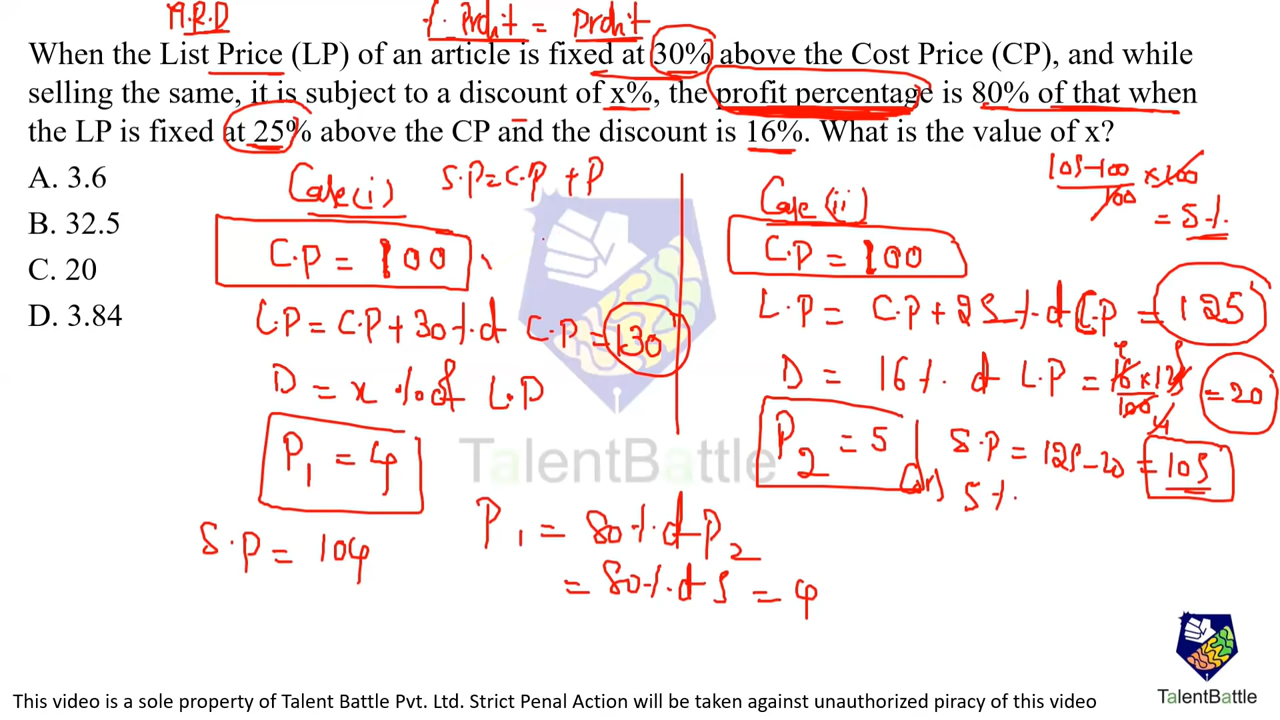 M.R.D
% Profit = Profit
When the List Price (LP) of an article is fixed at 30% above the Cost Price (CP), and while
selling the same, it is subject to a discount of x%, the profit percentage is 80% of that when
the LP is fixed at 25% above the CP and the discount is 16%. What is the value of x?
A. 3.6
B. 32.5
C. 20
D. 3.84
Case (i)
S.P = C.P + P
C.P = 100
L.P = C.P + 30% of C.P = 130
D = x % of L.P
P1 = 4
S.P = 104
Case (ii)
105-100/100 × 100
= 5%
C.P = 100
L.P = C.P + 25% of C.P = 125
D = 16% of L.P = 16 × 125/100 = 20
P2 = 5
(or) 5%
S.P = 125 - 20 = 105
P1 = 80% of P2
= 80% of 5 = 4
TalentBattle
TalentBattle
This video is a sole property of Talent Battle Pvt. Ltd. Strict Penal Action will be taken against unauthorized piracy of this video